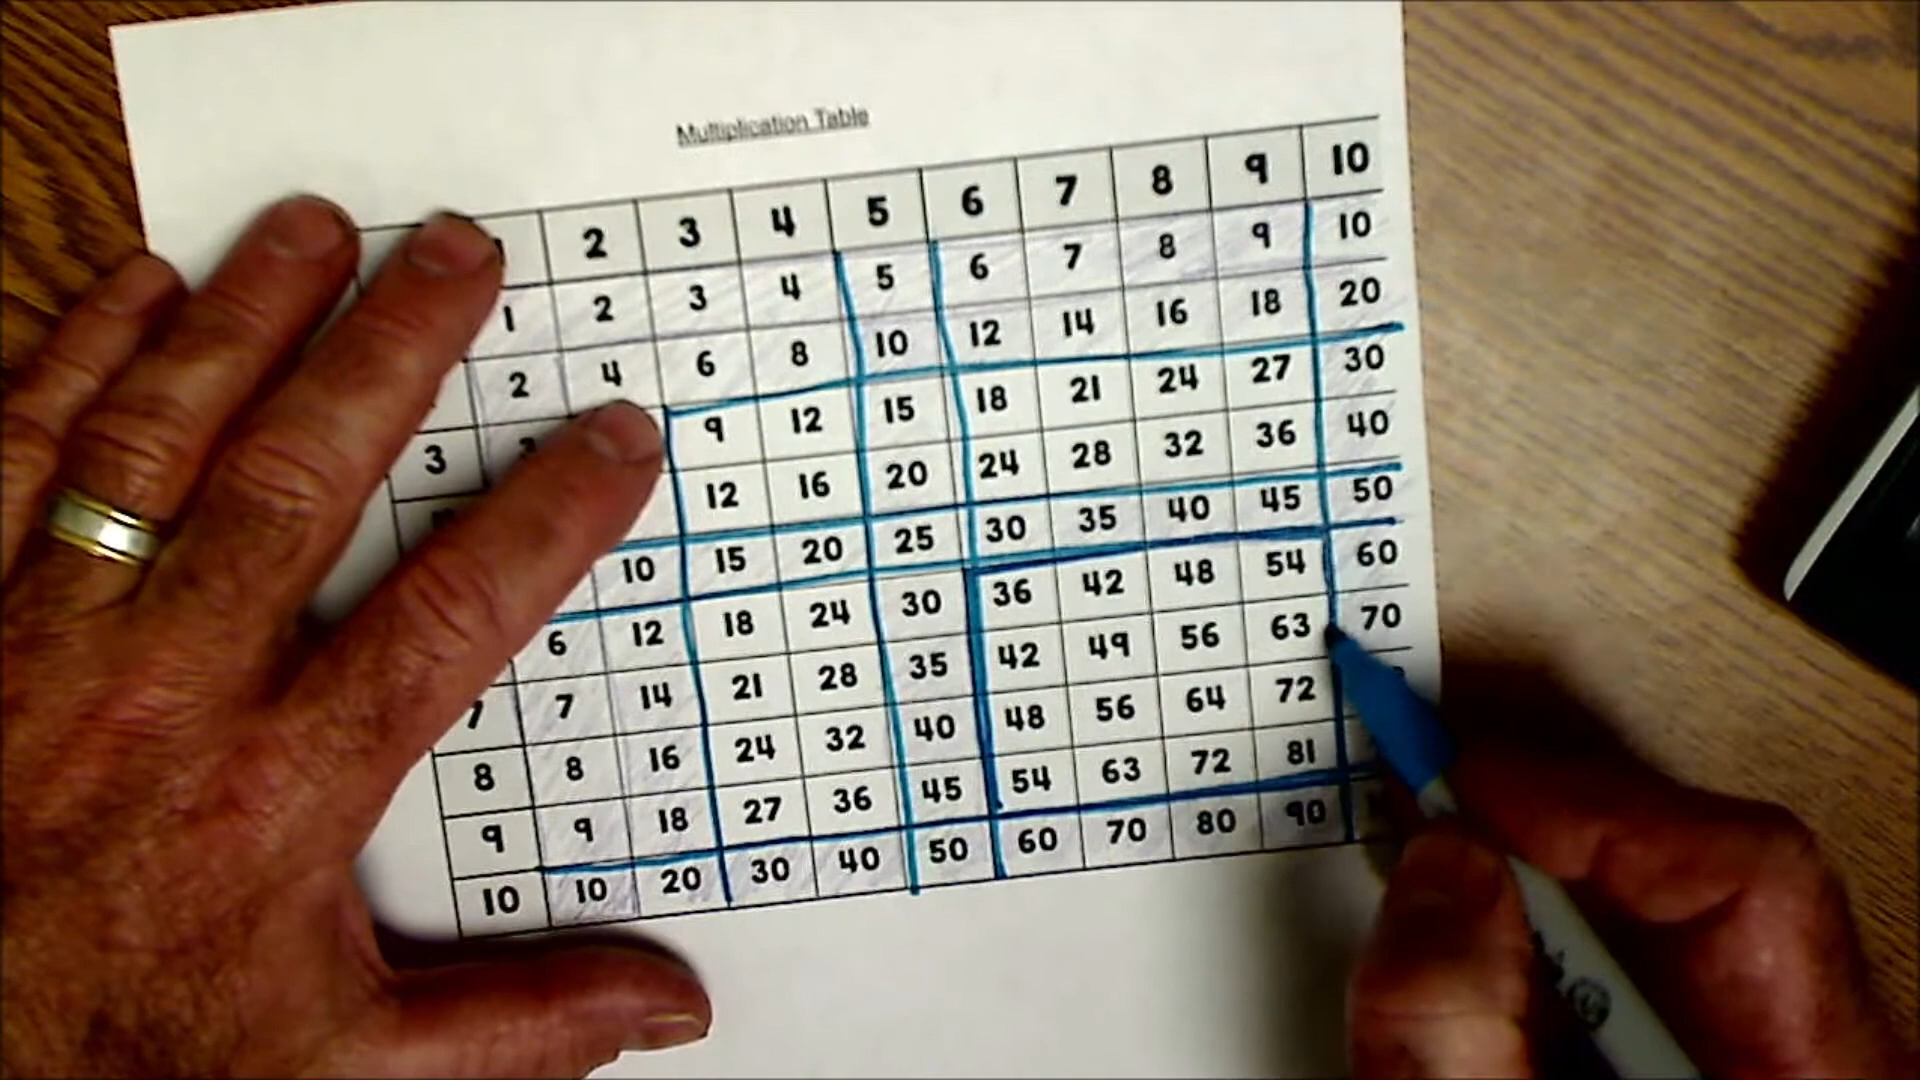 Multiplication Table
2 3 4 5 6 7 8 9 10
1 2 3 4 5 6 7 8 9 10
2 4 6 8 10 12 14 16 18 20
3 9 12 15 18 21 24 27 30
12 16 20 24 28 32 36 40
10 15 20 25 30 35 40 45 50
6 12 18 24 30 36 42 48 54 60
7 7 14 21 28 35 42 49 56 63 70
8 8 16 24 32 40 48 56 64 72
9 9 18 27 36 45 54 63 72 81
10 10 20 30 40 50 60 70 80 90